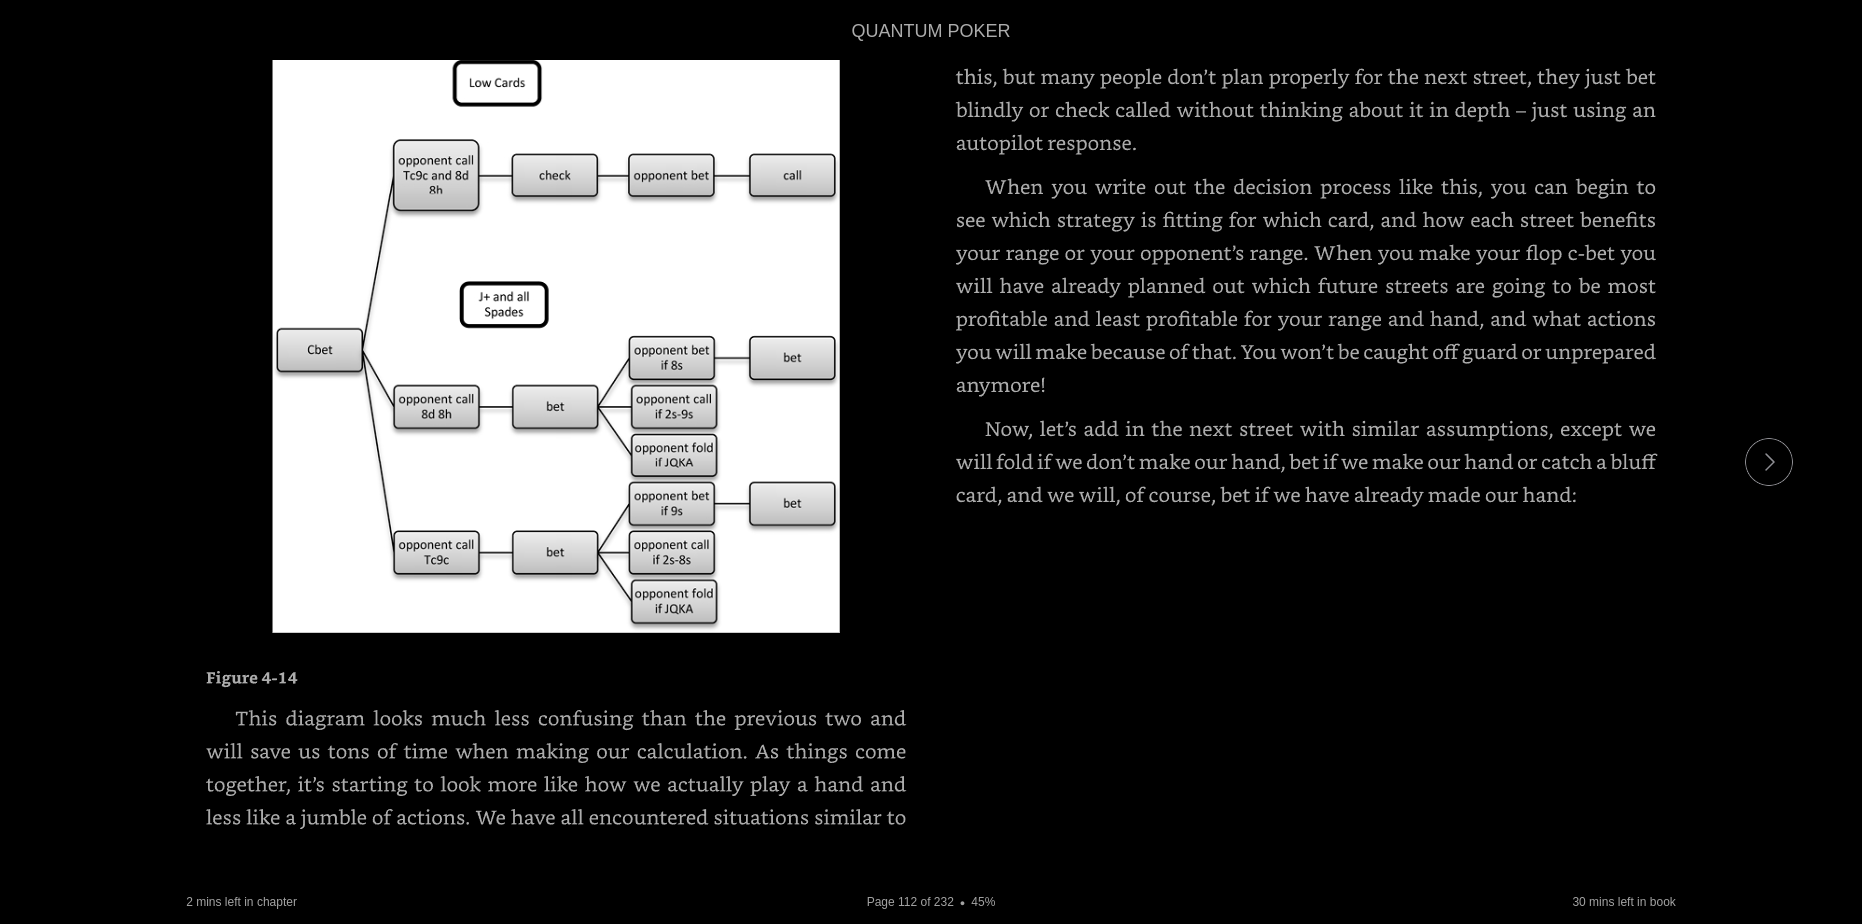 QUANTUM POKER
Low Cards
opponent call
Tc9c and 8d
8h
check
opponent bet
call
J+ and all
Spades
Cbet
opponent call
8d 8h
bet
opponent bet
if 8s
bet
opponent call
if 2s-9s
opponent fold
if JQKA
opponent call
Tc9c
bet
opponent bet
if 9s
bet
opponent call
if 2s-8s
opponent fold
if JQKA
Figure 4-14
This diagram looks much less confusing than the previous two and
will save us tons of time when making our calculation. As things come
together, it’s starting to look more like how we actually play a hand and
less like a jumble of actions. We have all encountered situations similar to
this, but many people don’t plan properly for the next street, they just bet
blindly or check called without thinking about it in depth – just using an
autopilot response.
When you write out the decision process like this, you can begin to
see which strategy is fitting for which card, and how each street benefits
your range or your opponent’s range. When you make your flop c-bet you
will have already planned out which future streets are going to be most
profitable and least profitable for your range and hand, and what actions
you will make because of that. You won’t be caught off guard or unprepared
anymore!
Now, let’s add in the next street with similar assumptions, except we
will fold if we don’t make our hand, bet if we make our hand or catch a bluff
card, and we will, of course, bet if we have already made our hand:
2 mins left in chapter
Page 112 of 232 • 45%
30 mins left in book